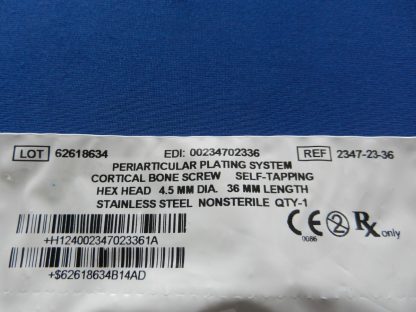 LOT 62618634 EDI: 00234702336 REF 2347-23-36
PERIARTICULAR PLATING SYSTEM
CORTICAL BONE SCREW SELF-TAPPING
HEX HEAD 4.5 MM DIA. 36 MM LENGTH
STAINLESS STEEL NONSTERILE QTY-1
+H124002347023361A
+$62618634B14AD
CE 0086 2 Rx only